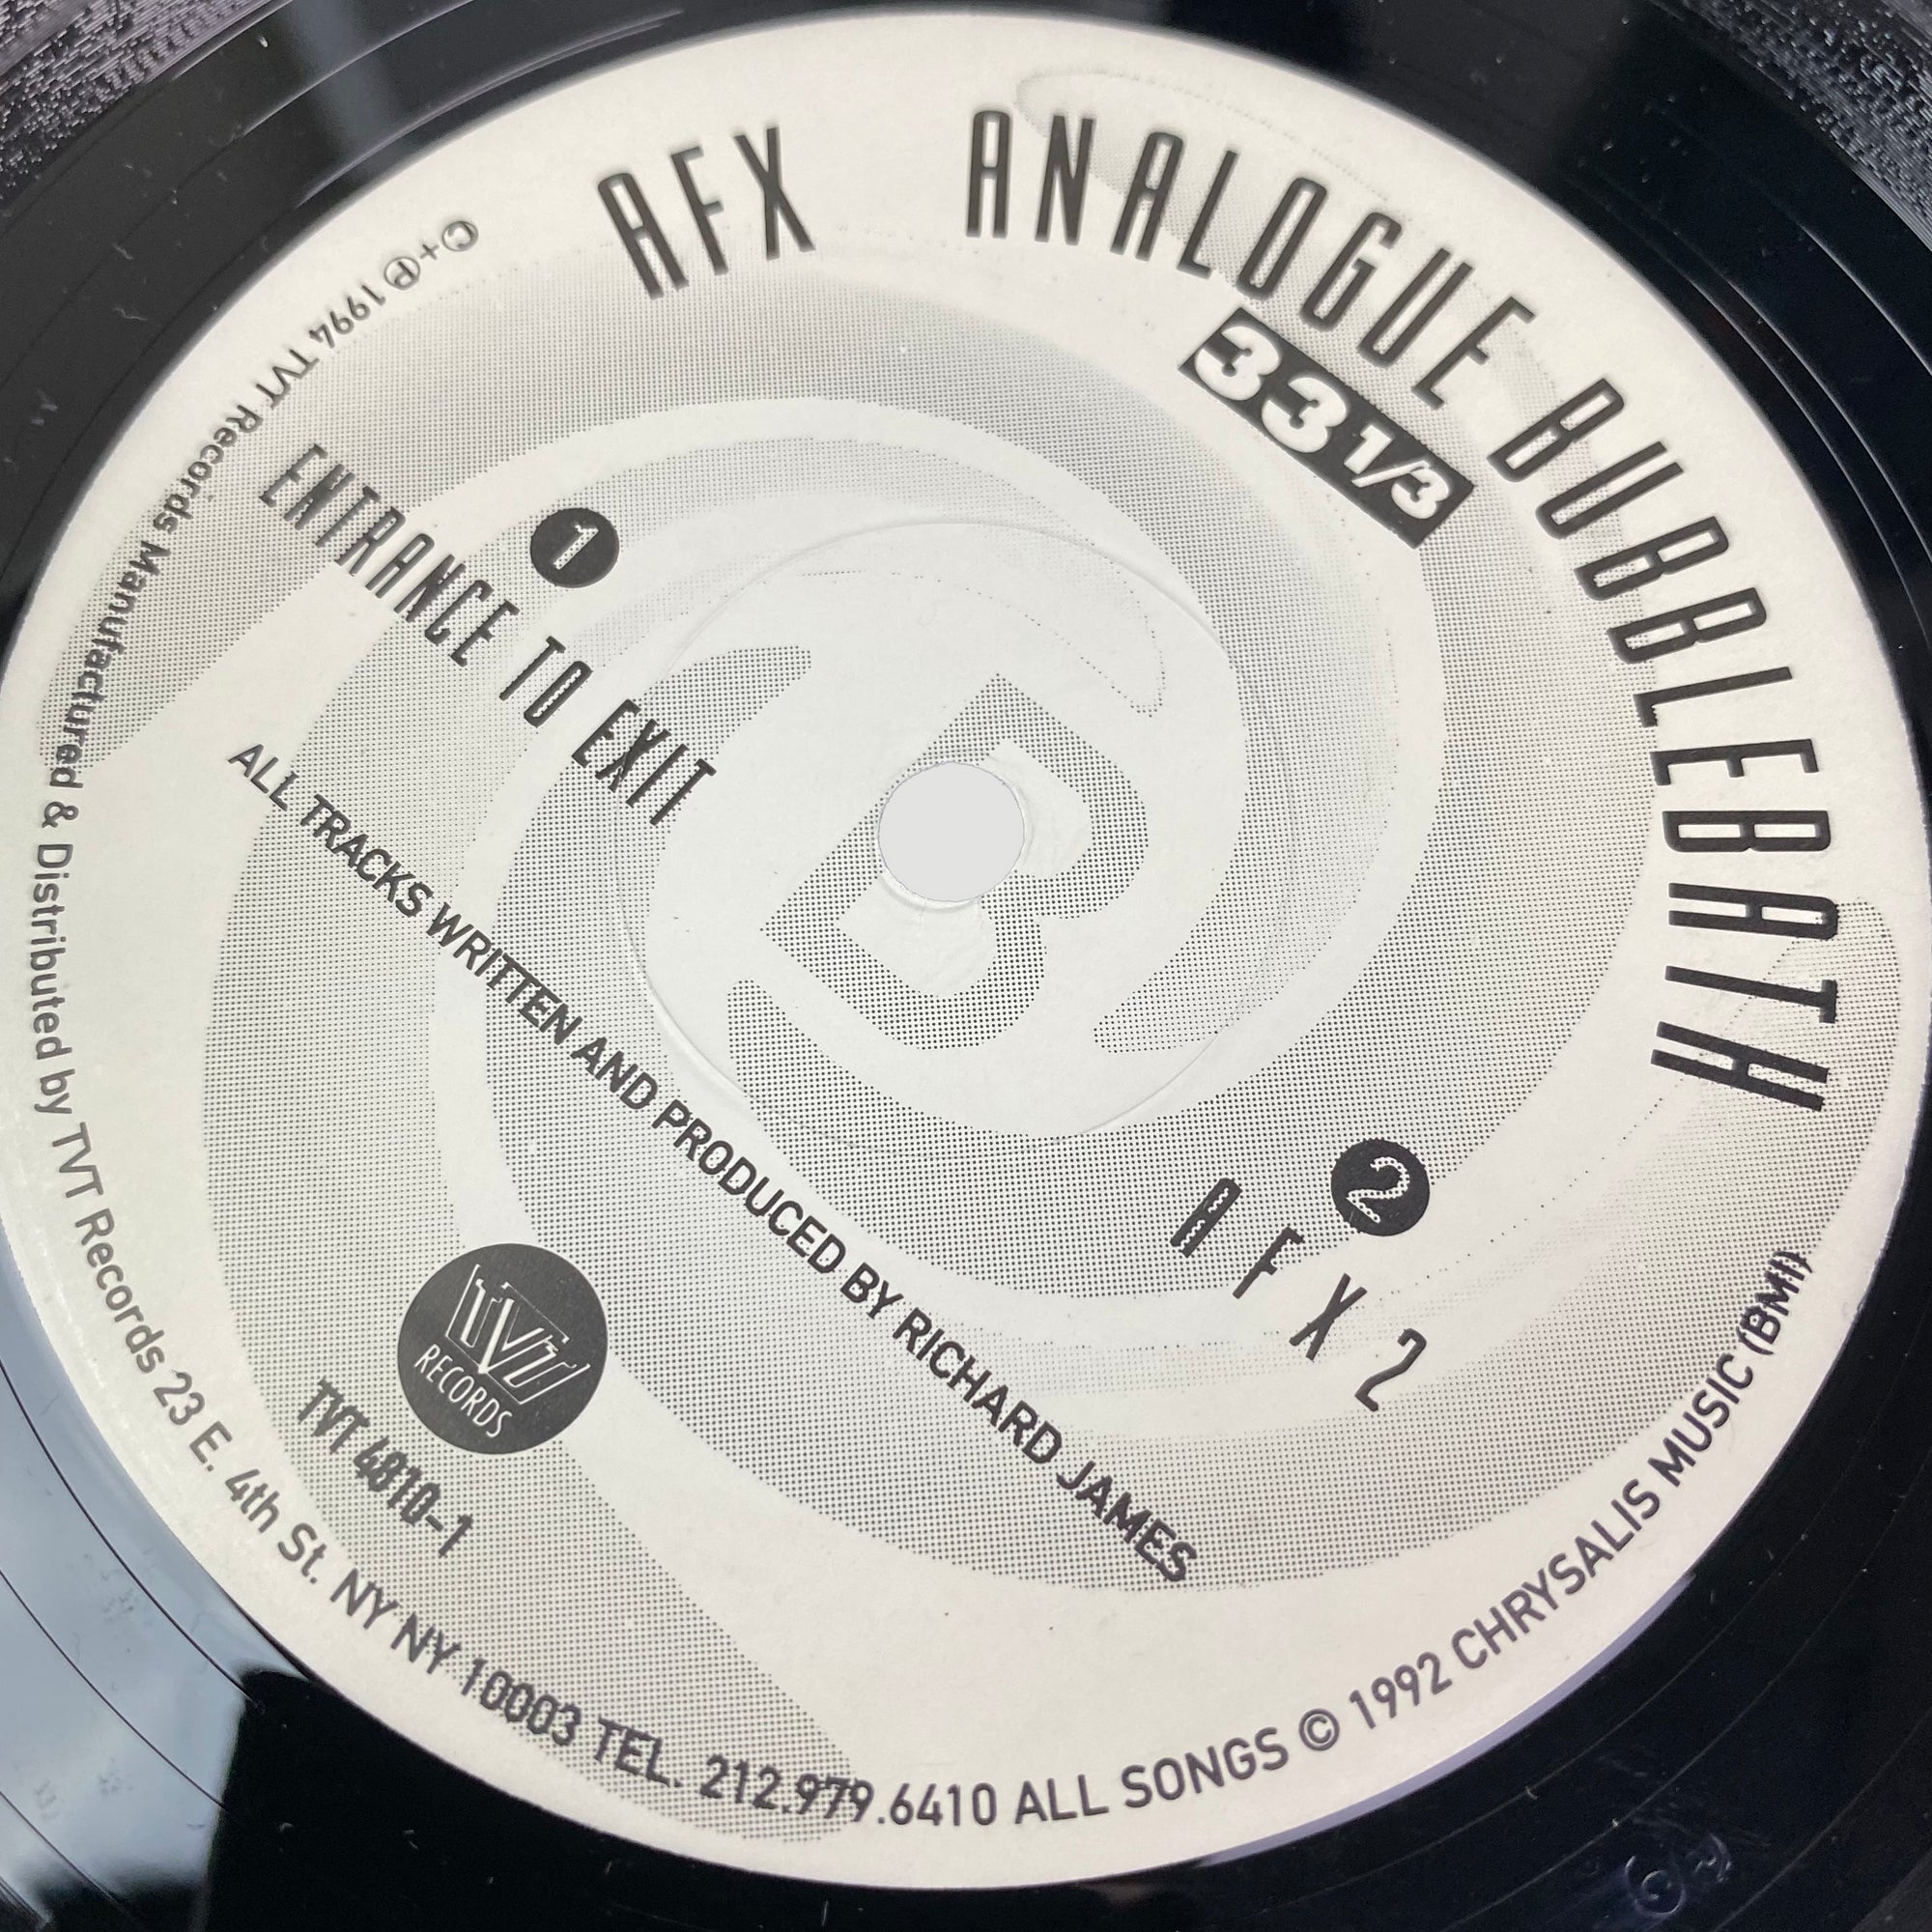 AFX ANALOGUE BUBBLEBATH
33 1/3
B
1
ENTRANCE TO EXIT
2
AFX 2
ALL TRACKS WRITTEN AND PRODUCED BY RICHARD JAMES
TVT
RECORDS
TVT 4810-1
©+℗ 1994 TVT Records Manufactured & Distributed by TVT Records 23 E. 4th St. NY NY 10003 TEL. 212.979.6410 ALL SONGS © 1992 CHRYSALIS MUSIC (BMI)